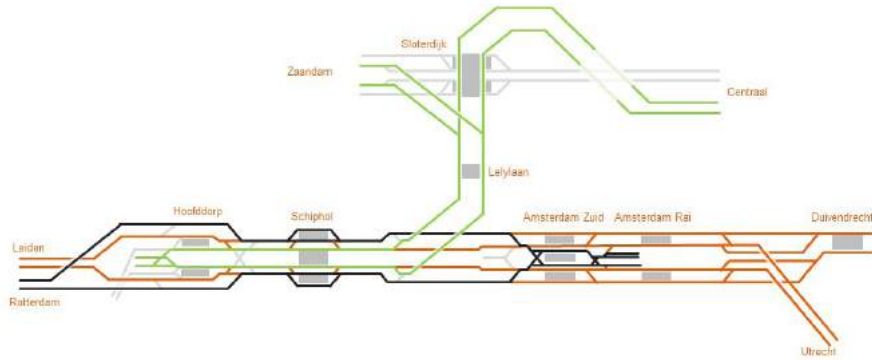 Sloterdijk
Zaandam
Centraal
Lelylaan
Hoofddorp
Schiphol
Amsterdam Zuid
Amsterdam Rai
Duivendrecht
Leiden
Rotterdam
Utrecht